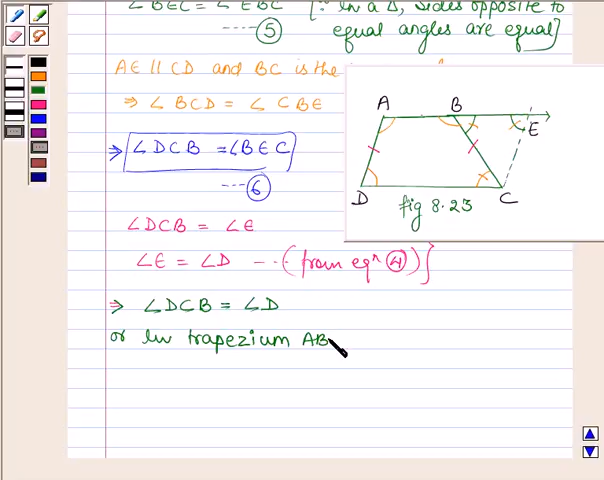 ∠BEC = ∠EBC [∵ In a Δ, sides opposite to
equal angles are equal]
---- ⑤
AE ∥ CD and BC is the
⇒ ∠BCD = ∠CBE
⇒ ∠DCB = ∠BEC
---- ⑥
∠DCB = ∠E
∠E = ∠D --- (from eqⁿ ④)}
⇒ ∠DCB = ∠D
or In trapezium AB
A B E
D C
fig 8.23